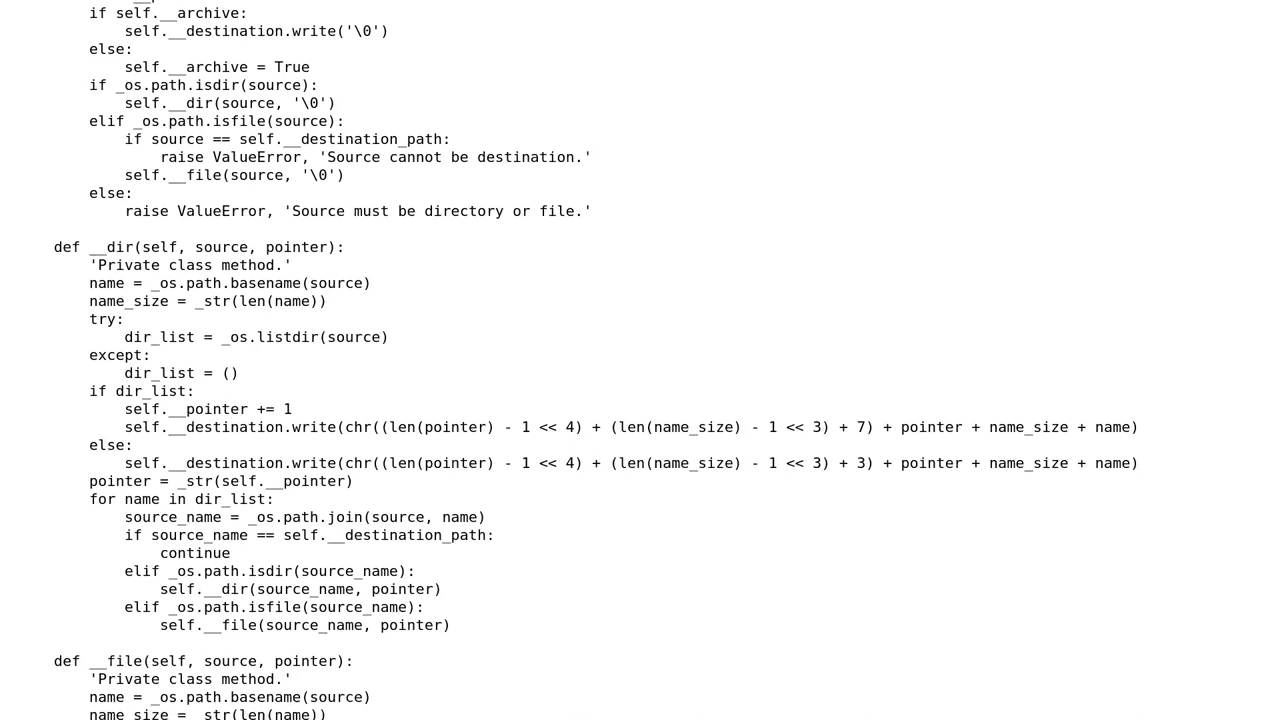 if self.__archive:
            self.__destination.write('\0')
        else:
            self.__archive = True
        if _os.path.isdir(source):
            self.__dir(source, '\0')
        elif _os.path.isfile(source):
            if source == self.__destination_path:
                raise ValueError, 'Source cannot be destination.'
            self.__file(source, '\0')
        else:
            raise ValueError, 'Source must be directory or file.'

    def __dir(self, source, pointer):
        'Private class method.'
        name = _os.path.basename(source)
        name_size = _str(len(name))
        try:
            dir_list = _os.listdir(source)
        except:
            dir_list = ()
        if dir_list:
            self.__pointer += 1
            self.__destination.write(chr((len(pointer) - 1 << 4) + (len(name_size) - 1 << 3) + 7) + pointer + name_size + name)
        else:
            self.__destination.write(chr((len(pointer) - 1 << 4) + (len(name_size) - 1 << 3) + 3) + pointer + name_size + name)
        pointer = _str(self.__pointer)
        for name in dir_list:
            source_name = _os.path.join(source, name)
            if source_name == self.__destination_path:
                continue
            elif _os.path.isdir(source_name):
                self.__dir(source_name, pointer)
            elif _os.path.isfile(source_name):
                self.__file(source_name, pointer)

    def __file(self, source, pointer):
        'Private class method.'
        name = _os.path.basename(source)
        name_size = _str(len(name))